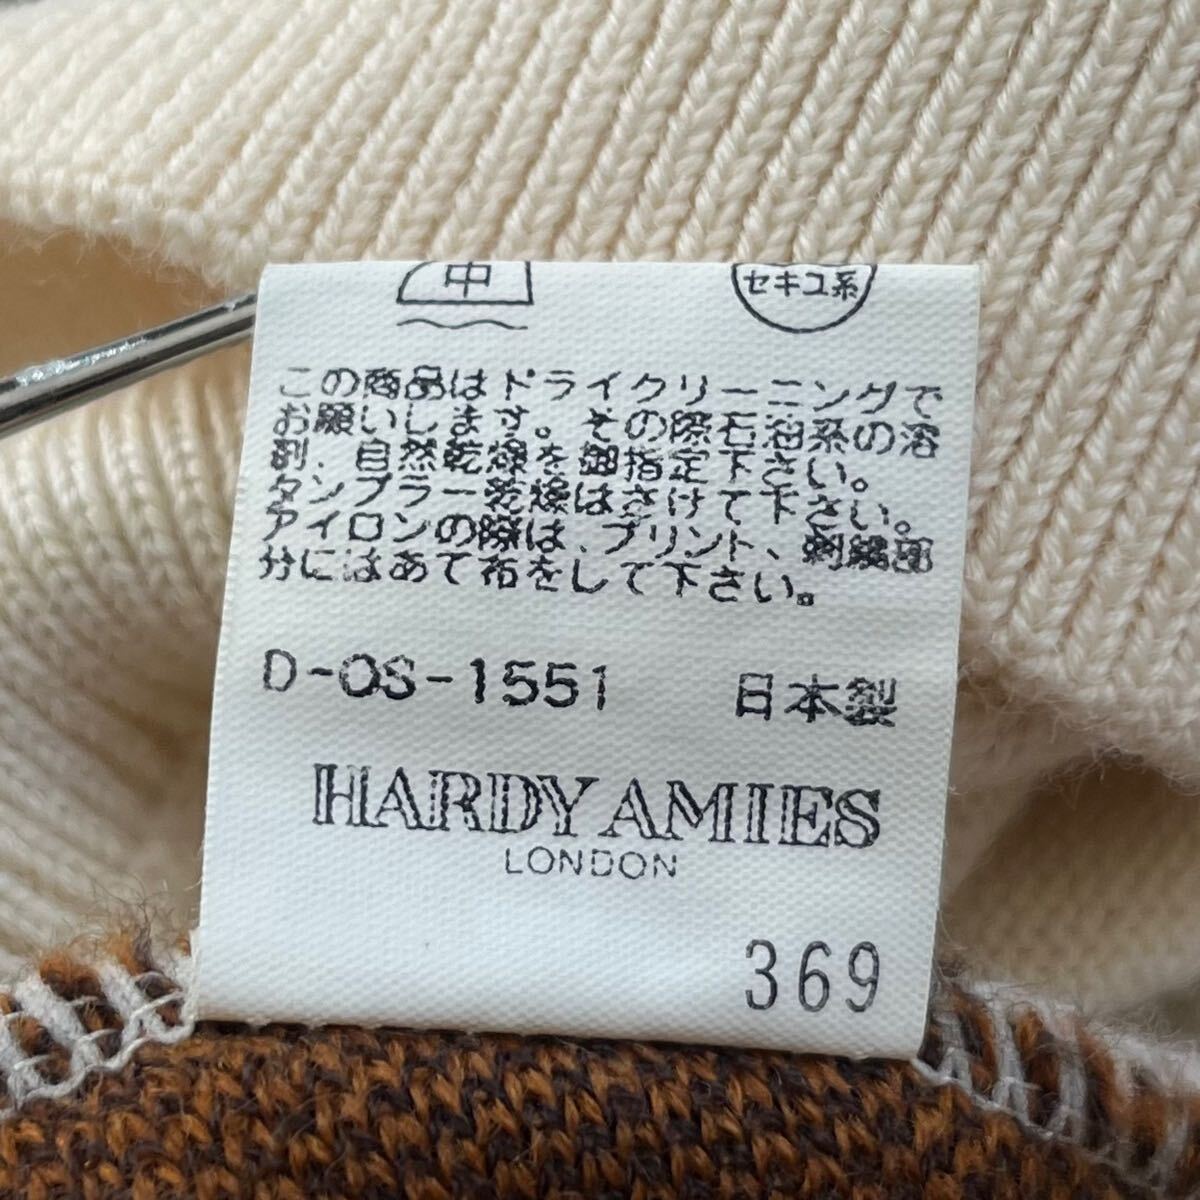 中
セキユ系
この商品はドライクリーニングで
お願いします。その際石油系の溶
剤、自然乾燥を御指定下さい。
タンブラー乾燥はさけて下さい。
アイロンの際は、プリント、刺繍部
分にはあて布をして下さい。
D-OS-1551 日本製
HARDY AMIES
LONDON
369